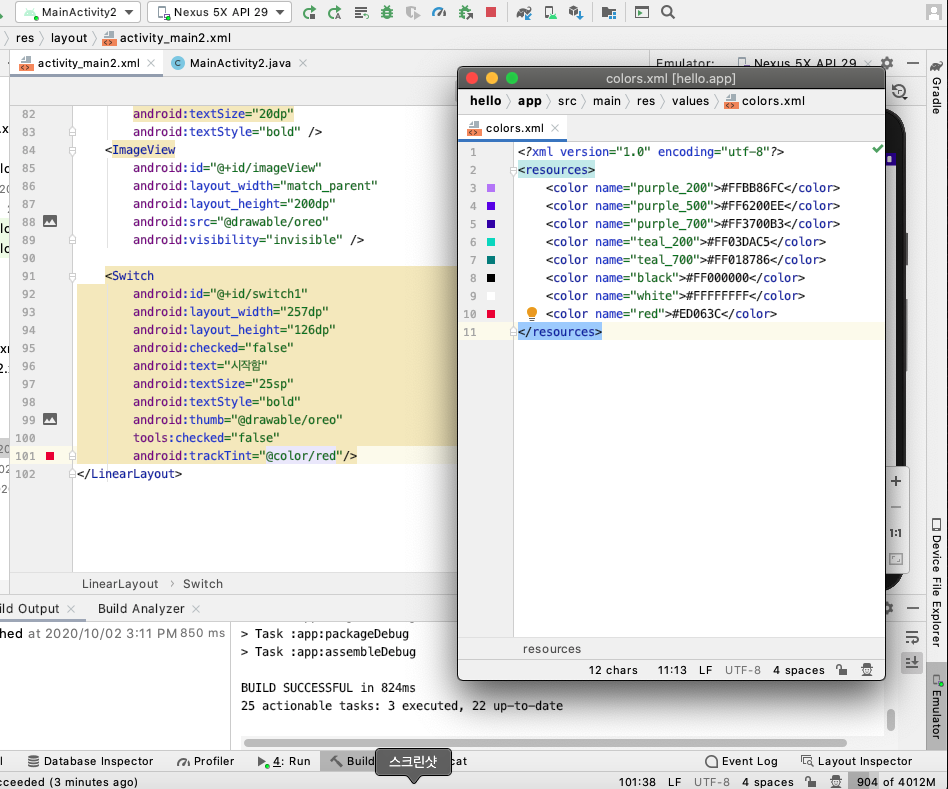 MainActivity2
Nexus 5X API 29
res
layout
activity_main2.xml
activity_main2.xml
MainActivity2.java
Emulator:
Nexus 5X API 29
82 android:textSize="20dp"
83 android:textStyle="bold" />
84 <ImageView
85 android:id="@+id/imageView"
86 android:layout_width="match_parent"
87 android:layout_height="200dp"
88 android:src="@drawable/oreo"
89 android:visibility="invisible" />
90
91 <Switch
92 android:id="@+id/switch1"
93 android:layout_width="257dp"
94 android:layout_height="126dp"
95 android:checked="false"
96 android:text="시작함"
97 android:textSize="25sp"
98 android:textStyle="bold"
99 android:thumb="@drawable/oreo"
100 tools:checked="false"
101 android:trackTint="@color/red"/>
102 </LinearLayout>
LinearLayout › Switch
colors.xml [hello.app]
hello app src main res values colors.xml
colors.xml
1 <?xml version="1.0" encoding="utf-8"?>
2 <resources>
3 <color name="purple_200">#FFBB86FC</color>
4 <color name="purple_500">#FF6200EE</color>
5 <color name="purple_700">#FF3700B3</color>
6 <color name="teal_200">#FF03DAC5</color>
7 <color name="teal_700">#FF018786</color>
8 <color name="black">#FF000000</color>
9 <color name="white">#FFFFFFFF</color>
10 <color name="red">#ED063C</color>
11 </resources>
resources
12 chars 11:13 LF UTF-8 4 spaces
1:1
Gradle
Device File Explorer
Emulator
ild Output
Build Analyzer
hed at 2020/10/02 3:11 PM 850 ms
> Task :app:packageDebug
> Task :app:assembleDebug
BUILD SUCCESSFUL in 824ms
25 actionable tasks: 3 executed, 22 up-to-date
Database Inspector
Profiler
4: Run
Build
cat
스크린샷
Event Log
Layout Inspector
cceeded (3 minutes ago)
101:38 LF UTF-8 4 spaces
904 of 4012M